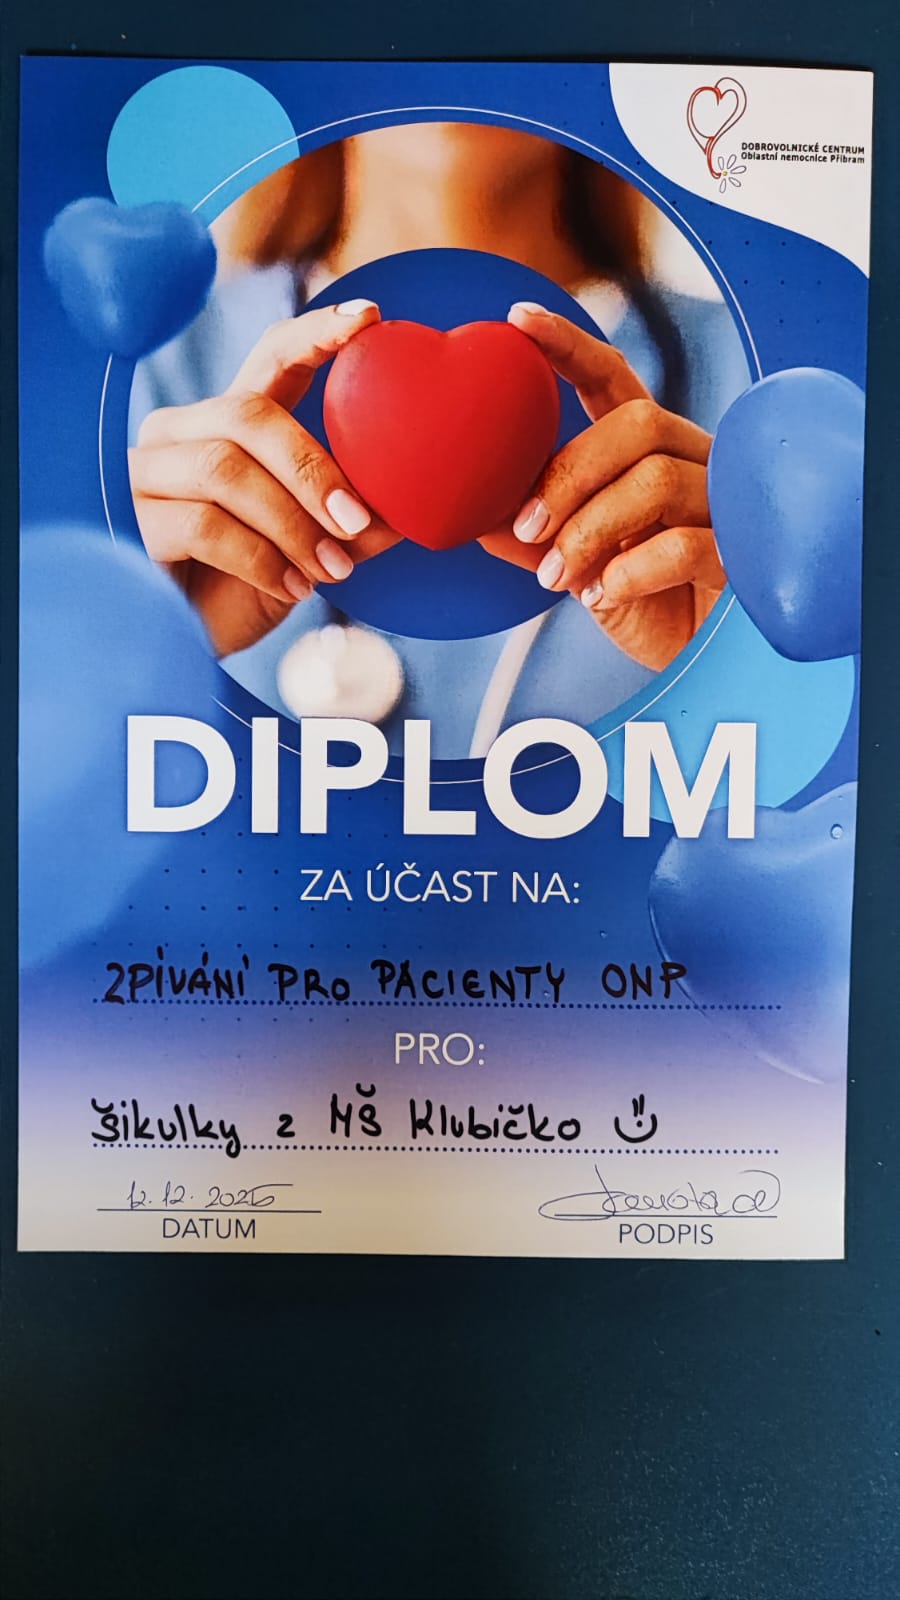 DOBROVOLNICKÉ CENTRUM
Oblastní nemocnice Příbram
DIPLOM
ZA ÚČAST NA:
ZPÍVÁNÍ PRO PACIENTY ONP
PRO:
Šikulky z MŠ Klubíčko
12.12. 2025
DATUM
PODPIS